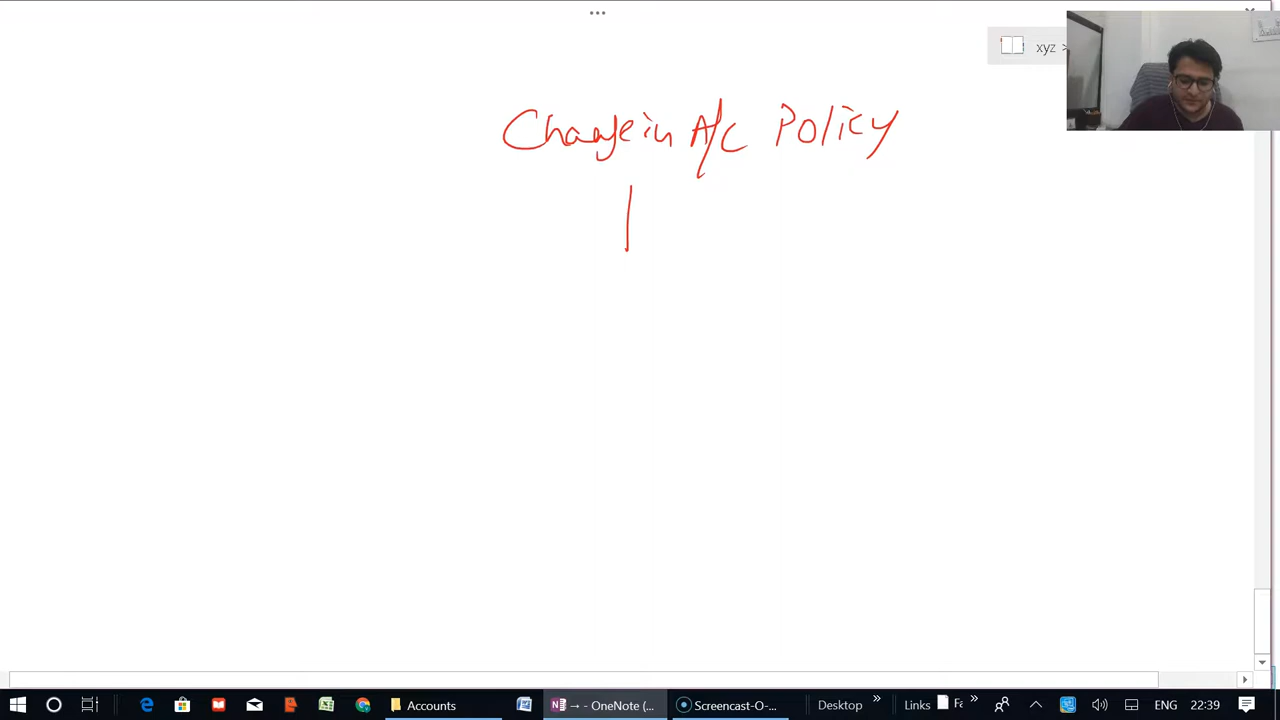 xyz >
Change in A/C Policy
Accounts
→ - OneNote (...
Screencast-O-...
Desktop
Links
ENG
22:39